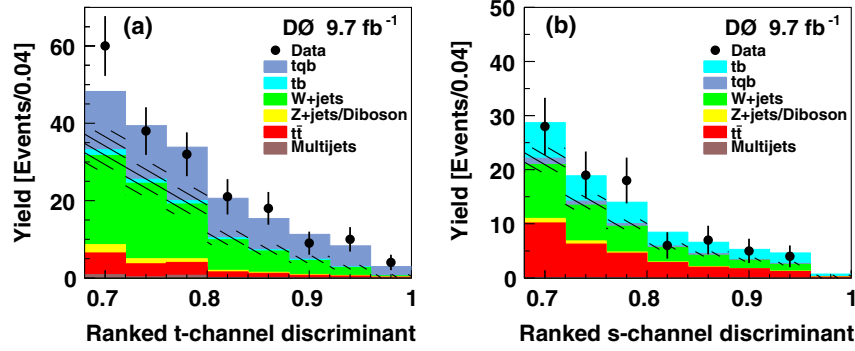 (a) DØ 9.7 fb⁻¹
Data
tqb
tb
W+jets
Z+jets/Diboson
tt̄
Multijets
Yield [Events/0.04]
60
40
20
0
0.7 0.8 0.9 1
Ranked t-channel discriminant
(b) DØ 9.7 fb⁻¹
Data
tb
tqb
W+jets
Z+jets/Diboson
tt̄
Multijets
Yield [Events/0.04]
50
40
30
20
10
0
0.7 0.8 0.9 1
Ranked s-channel discriminant